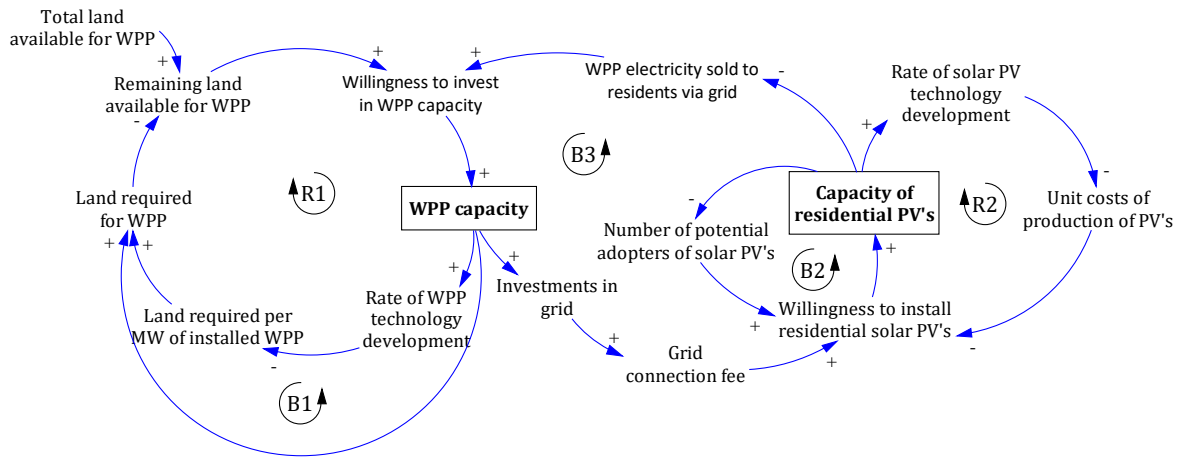 Total land
available for WPP
+
Remaining land
available for WPP
-
+
Willingness to invest
in WPP capacity
+
WPP electricity sold to
residents via grid
-
Rate of solar PV
technology
development
+
B3
R1
Land required
for WPP
+
+
+
WPP capacity
-
Number of potential
adopters of solar PV's
Capacity of
residential PV's
R2
-
Unit costs of
production of PV's
+
B2
+
+
Investments in
grid
Rate of WPP
technology
development
Land required per
MW of installed WPP
-
Willingness to install
residential solar PV's
+
-
+
Grid
connection fee
+
B1